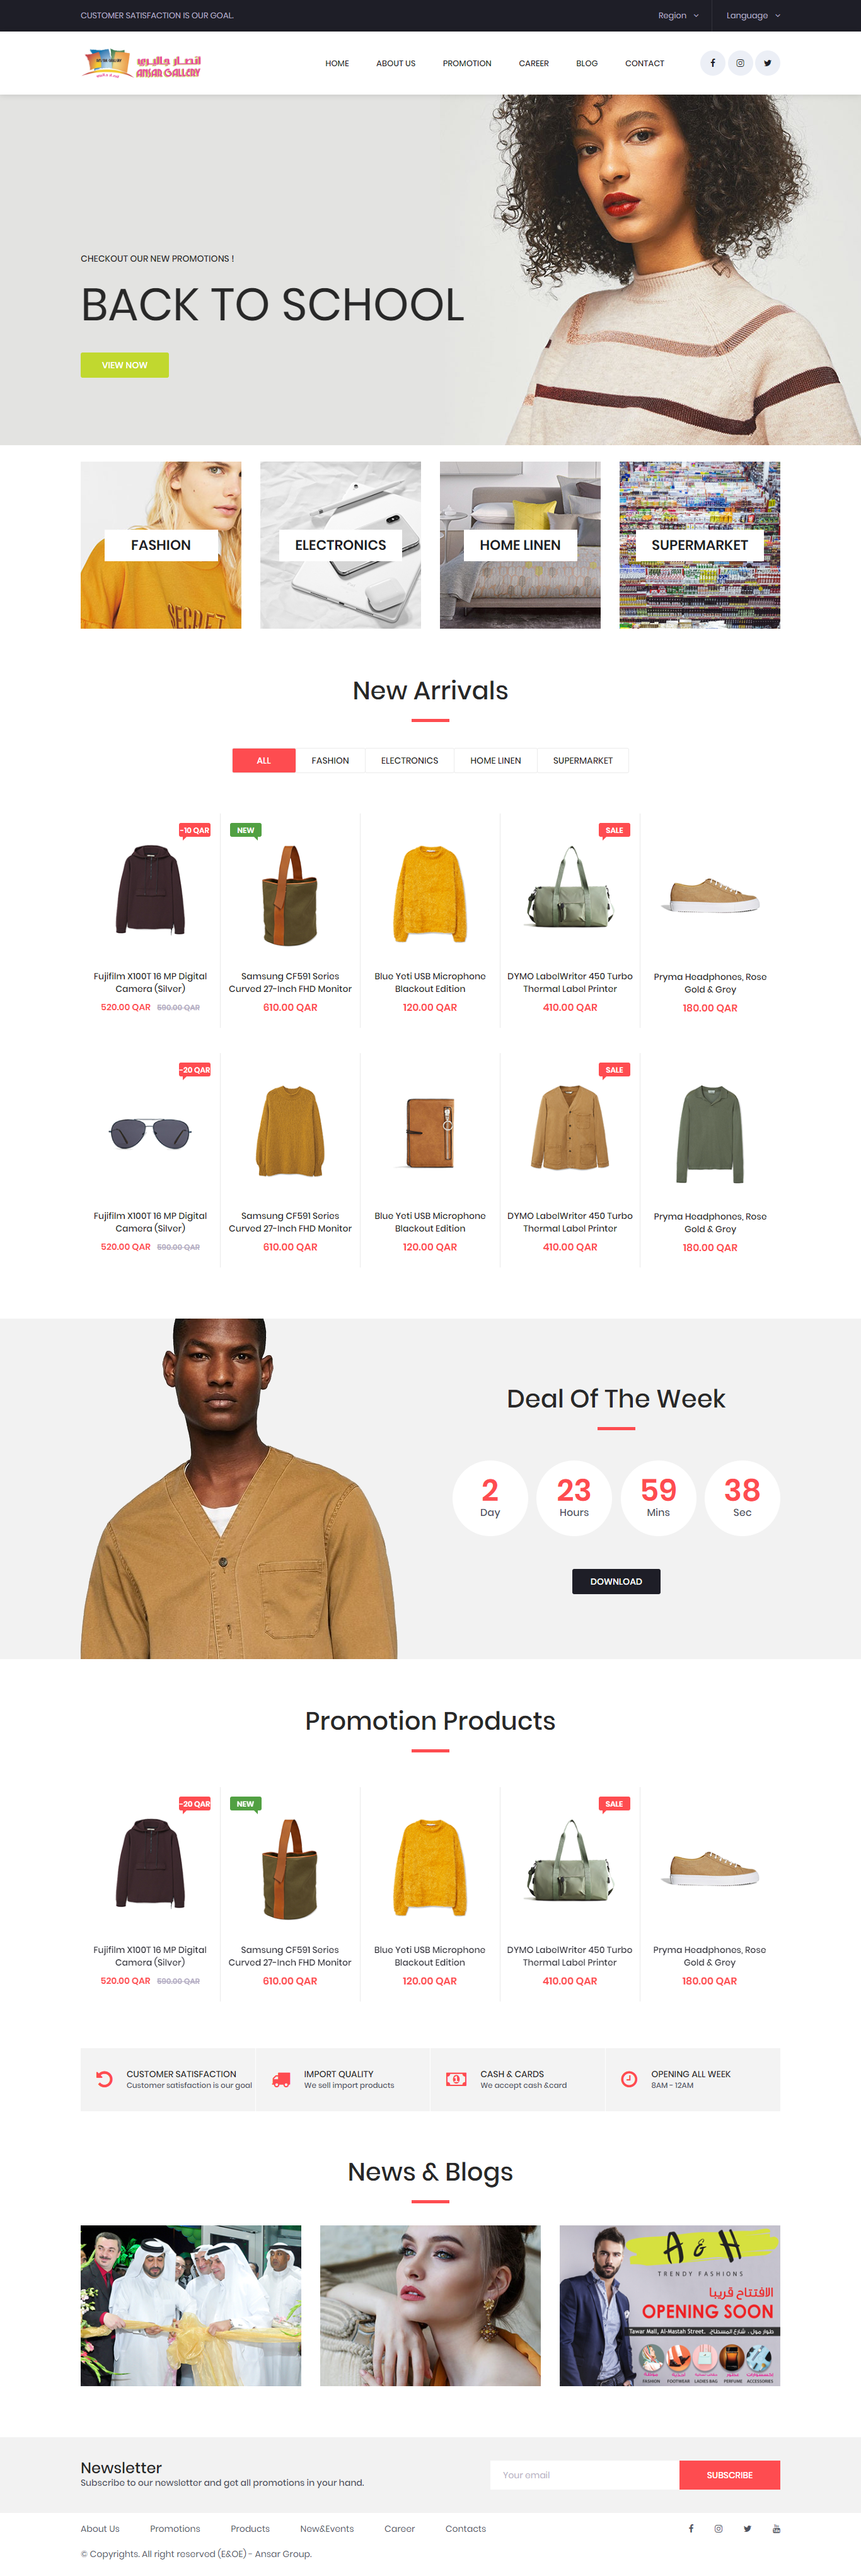 CUSTOMER SATISFACTION IS OUR GOAL.
Region
Language
انصار جاليري
ANSAR GALLERY
HOME
ABOUT US
PROMOTION
CAREER
BLOG
CONTACT
CHECKOUT OUR NEW PROMOTIONS !
BACK TO SCHOOL
VIEW NOW
FASHION
ELECTRONICS
HOME LINEN
SUPERMARKET
New Arrivals
ALL
FASHION
ELECTRONICS
HOME LINEN
SUPERMARKET
-10 QAR
NEW
SALE
Fujifilm X100T 16 MP Digital
Camera (Silver)
520.00 QAR 590.00 QAR
Samsung CF591 Series
Curved 27-Inch FHD Monitor
610.00 QAR
Blue Yeti USB Microphone
Blackout Edition
120.00 QAR
DYMO LabelWriter 450 Turbo
Thermal Label Printer
410.00 QAR
Pryma Headphones, Rose
Gold & Grey
180.00 QAR
-20 QAR
SALE
Fujifilm X100T 16 MP Digital
Camera (Silver)
520.00 QAR 590.00 QAR
Samsung CF591 Series
Curved 27-Inch FHD Monitor
610.00 QAR
Blue Yeti USB Microphone
Blackout Edition
120.00 QAR
DYMO LabelWriter 450 Turbo
Thermal Label Printer
410.00 QAR
Pryma Headphones, Rose
Gold & Grey
180.00 QAR
Deal Of The Week
2
Day
23
Hours
59
Mins
38
Sec
DOWNLOAD
Promotion Products
-20 QAR
NEW
SALE
Fujifilm X100T 16 MP Digital
Camera (Silver)
520.00 QAR 590.00 QAR
Samsung CF591 Series
Curved 27-Inch FHD Monitor
610.00 QAR
Blue Yeti USB Microphone
Blackout Edition
120.00 QAR
DYMO LabelWriter 450 Turbo
Thermal Label Printer
410.00 QAR
Pryma Headphones, Rose
Gold & Grey
180.00 QAR
CUSTOMER SATISFACTION
Customer satisfaction is our goal
IMPORT QUALITY
We sell import products
CASH & CARDS
We accept cash &card
OPENING ALL WEEK
8AM - 12AM
News & Blogs
A & H
TRENDY FASHIONS
الافتتاح قريبا
OPENING SOON
Tawar Mall, Al-Mastah Street.
FASHION
FOOTWEAR
LADIES BAG
PERFUME
ACCESSORIES
Newsletter
Subscribe to our newsletter and get all promotions in your hand.
Your email
SUBSCRIBE
About Us
Promotions
Products
New&Events
Career
Contacts
© Copyrights. All right reserved (E&OE) - Ansar Group.